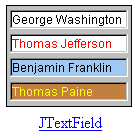 George Washington
Thomas Jefferson
Benjamin Franklin
Thomas Paine
JTextField